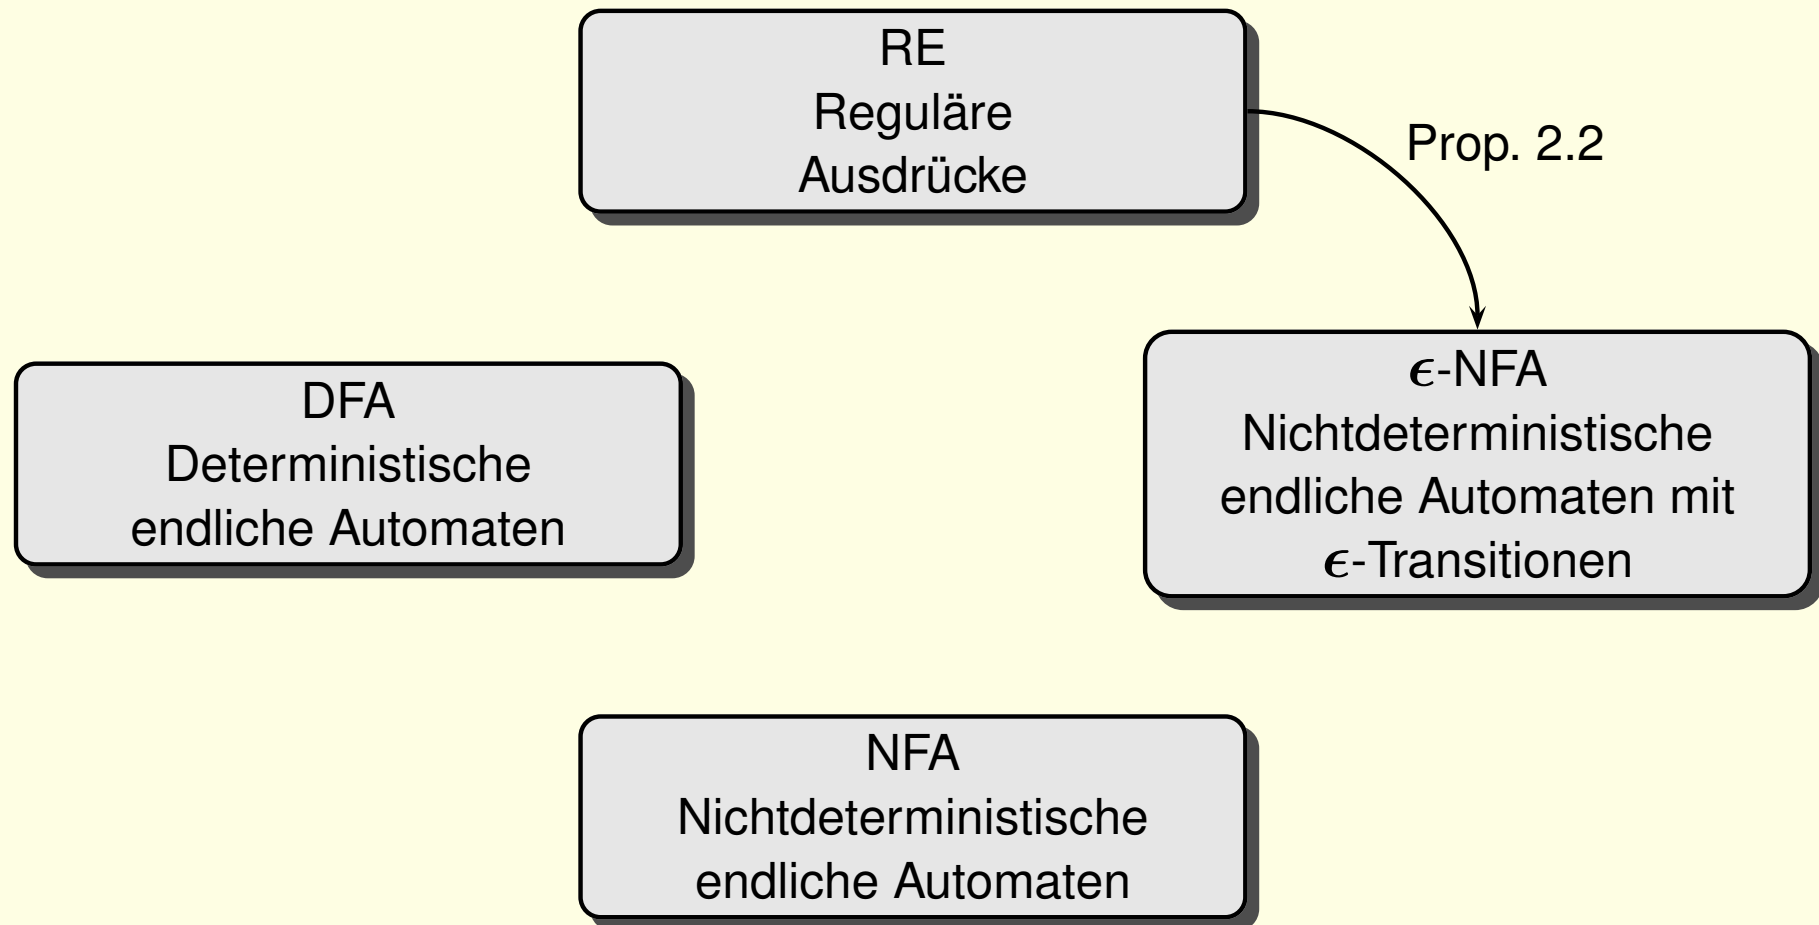 RE
Reguläre
Ausdrücke
Prop. 2.2
DFA
Deterministische
endliche Automaten
ϵ-NFA
Nichtdeterministische
endliche Automaten mit
ϵ-Transitionen
NFA
Nichtdeterministische
endliche Automaten